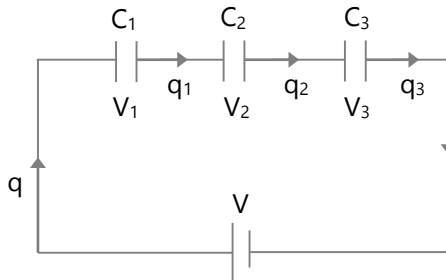 C₁ C₂ C₃
q₁ q₂ q₃
V₁ V₂ V₃
q V